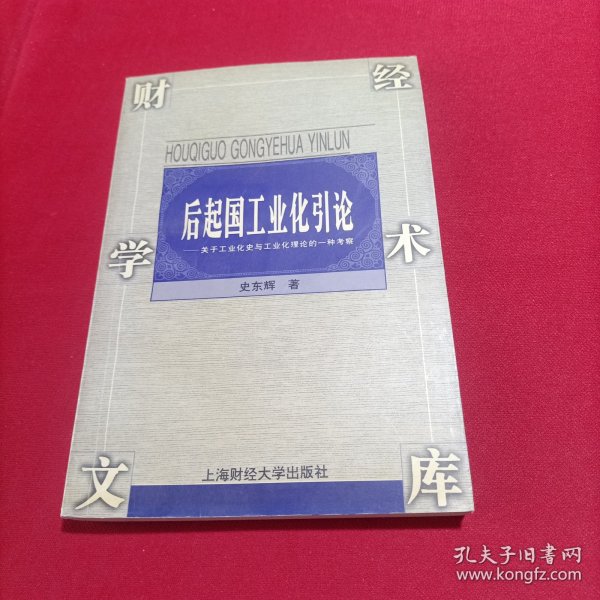 财 经
HOUQIGUO GONGYEHUA YINLUN
后起国工业化引论
——关于工业化史与工业化理论的一种考察
学 术
史东辉 著
文 库
上海财经大学出版社
孔夫子旧书网
www.kongfz.com